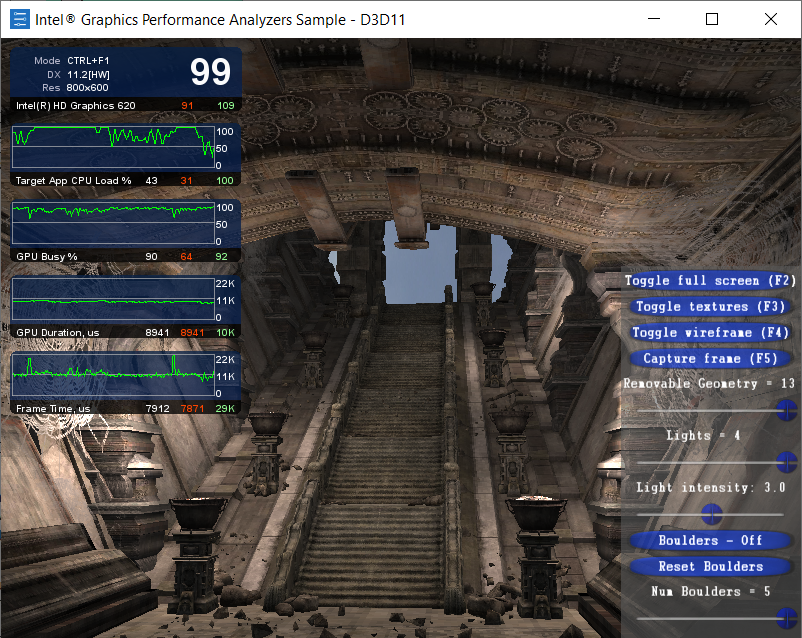 Intel® Graphics Performance Analyzers Sample - D3D11
Mode CTRL+F1
DX 11.2[HW]
Res 800x600
99
Intel(R) HD Graphics 620 91 109
100
50
0
Target App CPU Load % 43 31 100
100
50
0
GPU Busy % 90 64 92
22K
11K
0
GPU Duration, us 8941 8941 10K
22K
11K
0
Frame Time, us 7912 7871 29K
Toggle full screen (F2)
Toggle textures (F3)
Toggle wireframe (F4)
Capture frame (F5)
Removable Geometry = 13
Lights = 4
Light intensity: 3.0
Boulders - Off
Reset Boulders
Num Boulders = 5